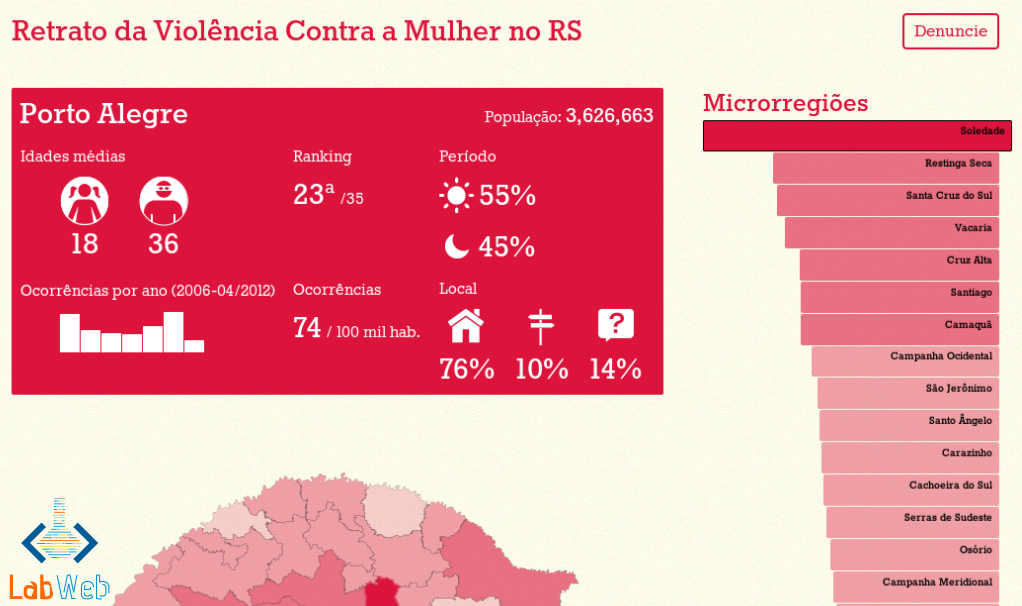 Retrato da Violência Contra a Mulher no RS
Denuncie
Porto Alegre
População: 3,626,663
Idades médias
18
36
Ranking
23ª /35
Período
55%
45%
Ocorrências por ano (2006-04/2012)
Ocorrências
74 / 100 mil hab.
Local
?
76%
10%
14%
Microrregiões
Soledade
Restinga Seca
Santa Cruz do Sul
Vacaria
Cruz Alta
Santiago
Camaquã
Campanha Ocidental
São Jerônimo
Santo Ângelo
Carazinho
Cachoeira do Sul
Serras de Sudeste
Osório
Campanha Meridional
LabWeb